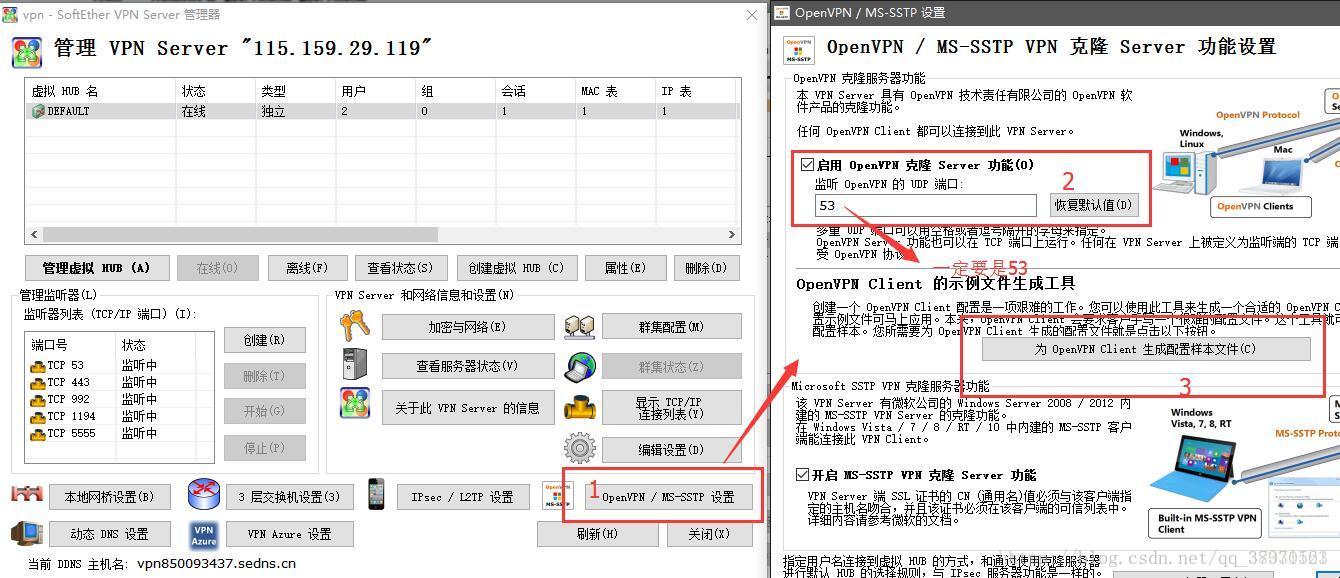 vpn - SoftEther VPN Server 管理器
管理 VPN Server "115.159.29.119"
虚拟 HUB 名 状态 类型 用户 组 会话 MAC 表 IP 表
DEFAULT 在线 独立 2 0 1 1 1
管理虚拟 HUB (A) 在线(O) 离线(F) 查看状态(S) 创建虚拟 HUB (C) 属性(E) 删除(D)
管理监听器(L)
监听器列表 (TCP/IP 端口) (I):
端口号 状态
TCP 53 监听中
TCP 443 监听中
TCP 992 监听中
TCP 1194 监听中
TCP 5555 监听中
创建(R)
删除(T)
开始(G)
停止(P)
VPN Server 和网络信息和设置(N)
加密与网络(E) 群集配置(M)
查看服务器状态(V) 群集状态(Z)
关于此 VPN Server 的信息 显示 TCP/IP
连接列表(Y)
编辑设置(D)
本地网桥设置(B) 3 层交换机设置(3) IPsec / L2TP 设置 OpenVPN / MS-SSTP 设置
1
动态 DNS 设置 VPN Azure 设置 刷新(H) 关闭(X)
VPN
Azure
当前 DDNS 主机名: vpn850093437.sedns.cn
OpenVPN / MS-SSTP 设置
OpenVPN / MS-SSTP VPN 克隆 Server 功能设置
OpenVPN 克隆服务器功能
本 VPN Server 具有 OpenVPN 技术责任有限公司的 OpenVPN 软
件产品的克隆功能。
任何 OpenVPN Client 都可以连接到此 VPN Server。
启用 OpenVPN 克隆 Server 功能(O)
监听 OpenVPN 的 UDP 端口:
2
53 恢复默认值(D)
多重 UDP 端口可以用空格或着逗号隔开的字母来指定。
OpenVPN Server 功能也可以在 TCP 端口上运行。任何在 VPN Server 上被定义为监听端的 TCP 端
受 OpenVPN 协议
一定要是53
OpenVPN Protocol
Windows,
Linux
Mac
OpenVPN Clients
OpenVPN Client 的示例文件生成工具
创建一个 OpenVPN Client 配置是一项艰难的工作。您可以使用此工具来生成一个合适的 OpenVPN C
配置样本。您所需要为 OpenVPN Client 生成的配置文件就是点击以下按钮。
为 OpenVPN Client 生成配置样本文件(C)
3
Microsoft SSTP VPN 克隆服务器功能
该 VPN Server 有微软公司的 Windows Server 2008 / 2012 内
建的 MS-SSTP VPN Server 的克隆功能。
在 Windows Vista / 7 / 8 / RT / 10 中内建的 MS-SSTP 客户
端能连接此 VPN Client。
开启 MS-SSTP VPN 克隆 Server 功能
VPN Server 端 SSL 证书的 CN (通用名)值必须与该客户端指
定的主机名吻合，并且该证书必须在该客户端的可信列表中。
详细内容请参考微软的文档。
Windows
Vista, 7, 8, RT
MS-SSTP Proto
Built-in MS-SSTP VPN
Client
指定用户名连接到虚拟 HUB 的方式，和通过使用克隆服务器
进行默认 HUB 的选择规则，与 IPsec 服务器功能是一样的。